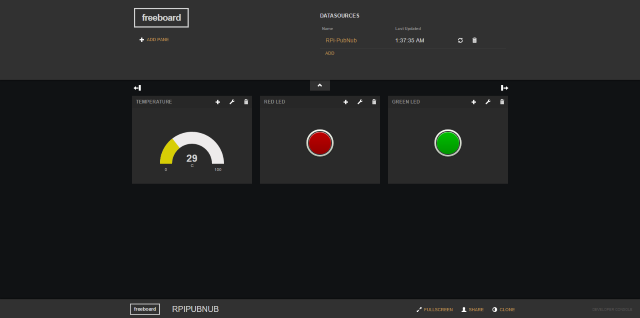 freeboard
DATASOURCES
Name Last Updated
ADD PANE
RPi-PubNub 1:37:35 AM
ADD
TEMPERATURE
RED LED
GREEN LED
29
C
0 100
freeboard
RPIPUBNUB
FULLSCREEN
SHARE
CLONE